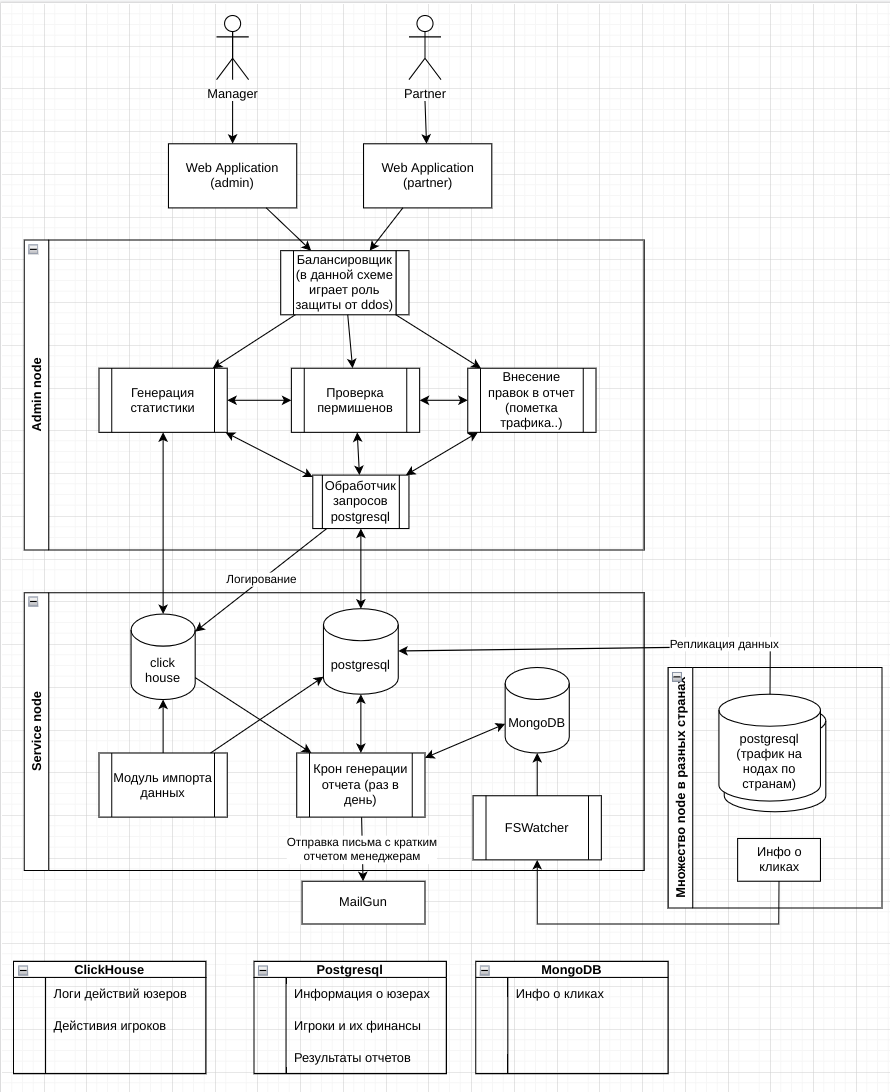 Manager
Partner
Web Application
(admin)
Web Application
(partner)
Admin node
Балансировщик
(в данной схеме
играет роль
защиты от ddos)
Генерация
статистики
Проверка
пермишенов
Внесение
правок в отчет
(пометка
трафика..)
Обработчик
запросов
postgresql
Логирование
Service node
click
house
postgresql
MongoDB
Репликация данных
Множество node в разных странах
postgresql
(трафик на
нодах по
странам)
Инфо о
кликах
Модуль импорта
данных
Крон генерации
отчета (раз в
день)
FSWatcher
Отправка письма с кратким
отчетом менеджерам
MailGun
ClickHouse
Логи действий юзеров
Дейстивия игроков
Postgresql
Информация о юзерах
Игроки и их финансы
Результаты отчетов
MongoDB
Инфо о кликах